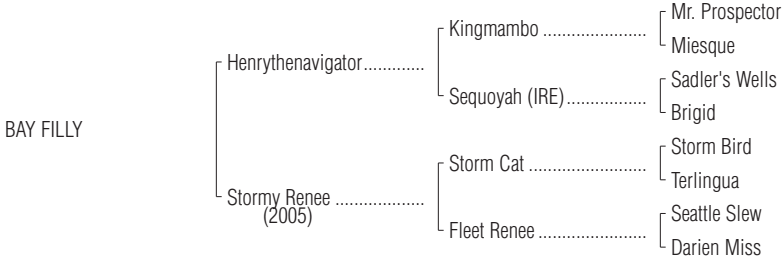 Mr. Prospector
Kingmambo .....................
Miesque
Henrythenavigator.............
Sadler's Wells
Sequoyah (IRE).................
Brigid
BAY FILLY
Storm Bird
Storm Cat .........................
Terlingua
Stormy Renee ...................
(2005)
Seattle Slew
Fleet Renee .......................
Darien Miss